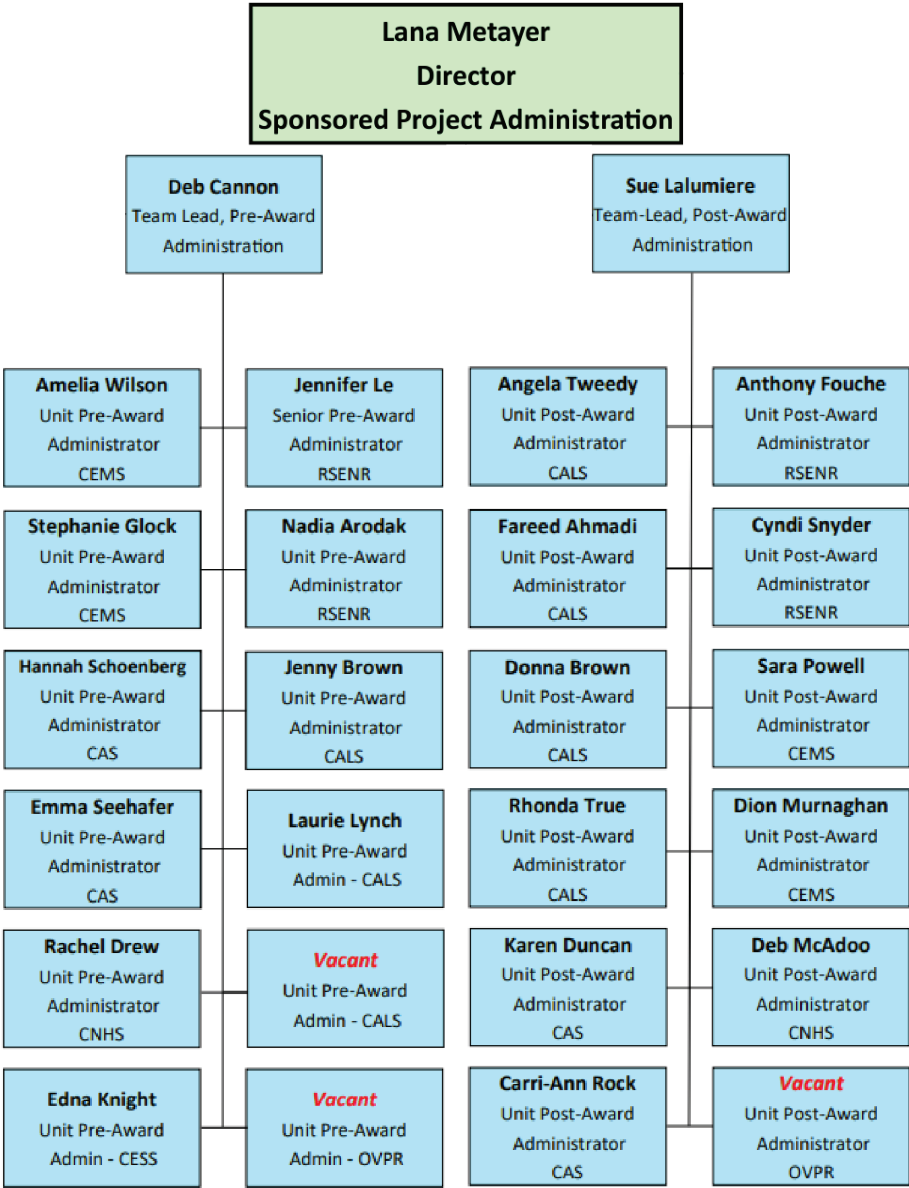 Lana Metayer
Director
Sponsored Project Administration
Deb Cannon
Team Lead, Pre-Award
Administration
Sue Lalumiere
Team-Lead, Post-Award
Administration
Amelia Wilson
Unit Pre-Award
Administrator
CEMS
Jennifer Le
Senior Pre-Award
Administrator
RSENR
Angela Tweedy
Unit Post-Award
Administrator
CALS
Anthony Fouche
Unit Post-Award
Administrator
RSENR
Stephanie Glock
Unit Pre-Award
Administrator
CEMS
Nadia Arodak
Unit Pre-Award
Administrator
RSENR
Fareed Ahmadi
Unit Post-Award
Administrator
CALS
Cyndi Snyder
Unit Post-Award
Administrator
RSENR
Hannah Schoenberg
Unit Pre-Award
Administrator
CAS
Jenny Brown
Unit Pre-Award
Administrator
CALS
Donna Brown
Unit Post-Award
Administrator
CALS
Sara Powell
Unit Post-Award
Administrator
CEMS
Emma Seehafer
Unit Pre-Award
Administrator
CAS
Laurie Lynch
Unit Pre-Award
Admin - CALS
Rhonda True
Unit Post-Award
Administrator
CALS
Dion Murnaghan
Unit Post-Award
Administrator
CEMS
Rachel Drew
Unit Pre-Award
Administrator
CNHS
Vacant
Unit Pre-Award
Admin - CALS
Karen Duncan
Unit Post-Award
Administrator
CAS
Deb McAdoo
Unit Post-Award
Administrator
CNHS
Edna Knight
Unit Pre-Award
Admin - CESS
Vacant
Unit Pre-Award
Admin - OVPR
Carri-Ann Rock
Unit Post-Award
Administrator
CAS
Vacant
Unit Post-Award
Administrator
OVPR